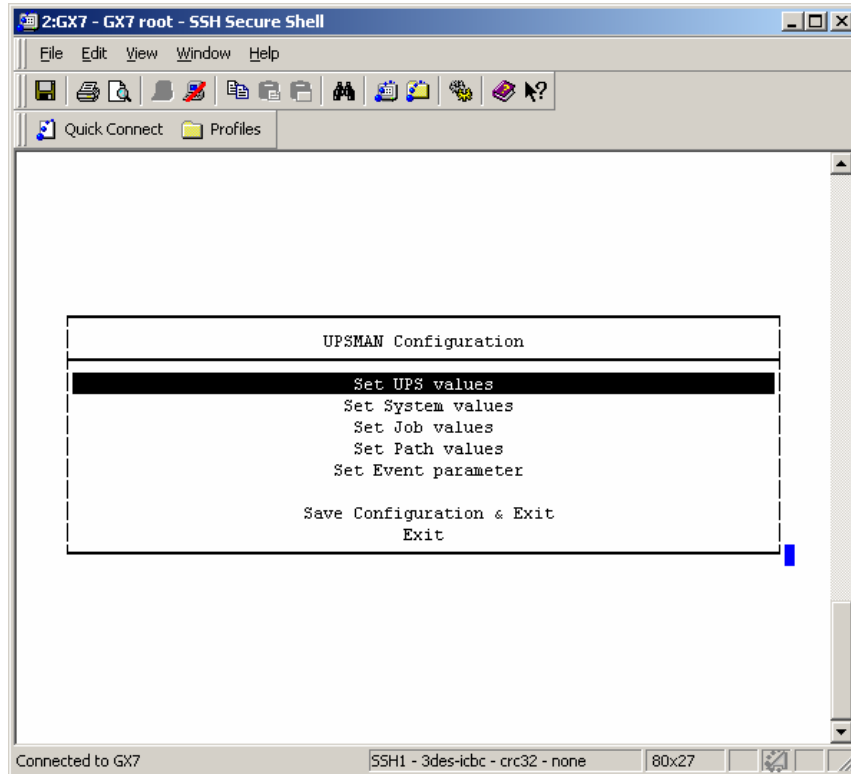 2:GX7 - GX7 root - SSH Secure Shell
File Edit View Window Help
Quick Connect Profiles
UPSMAN Configuration
Set UPS values
Set System values
Set Job values
Set Path values
Set Event parameter
Save Configuration & Exit
Exit
Connected to GX7 SSH1 - 3des-icbc - crc32 - none 80x27